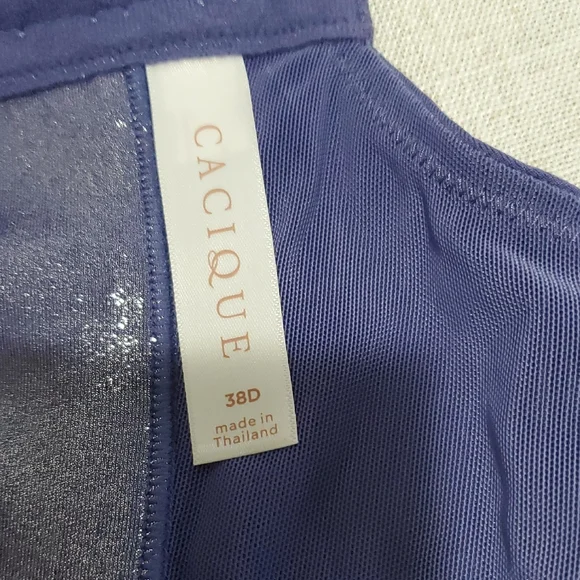 CACIQUE
38D
made in
Thailand